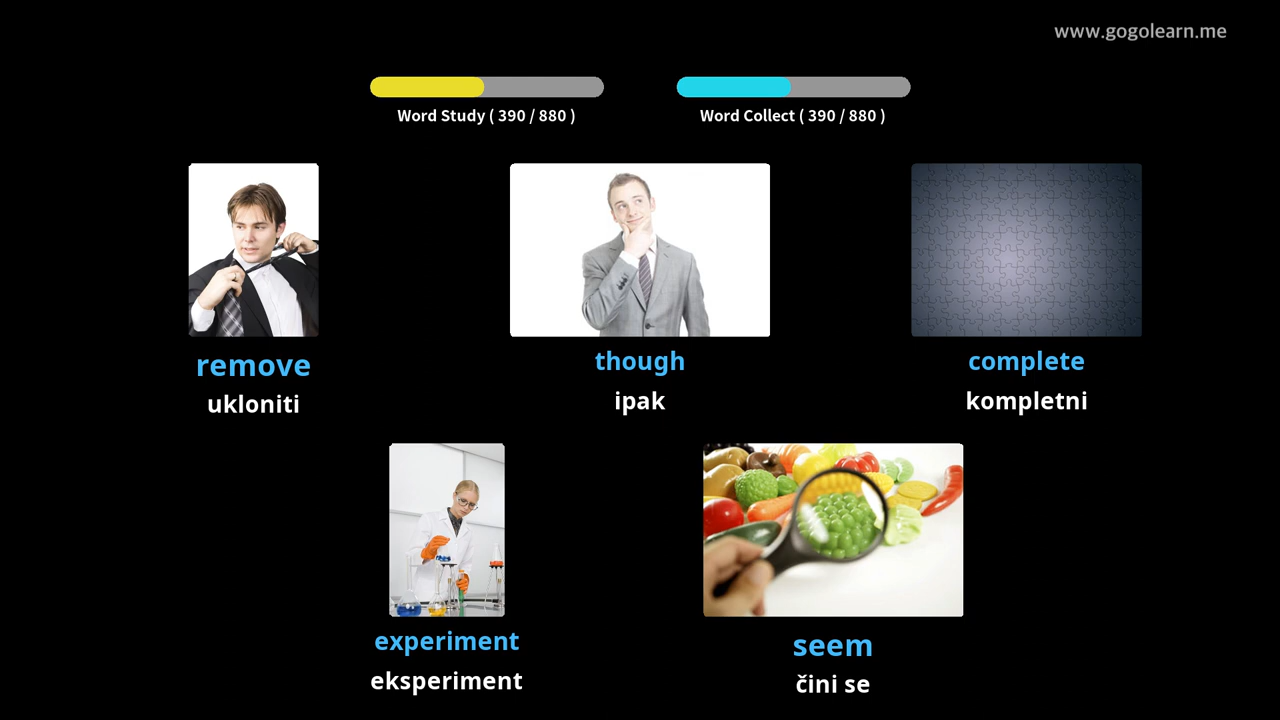 www.gogolearn.me
Word Study ( 390 / 880 )
Word Collect ( 390 / 880 )
remove
ukloniti
though
ipak
complete
kompletni
experiment
eksperiment
seem
čini se